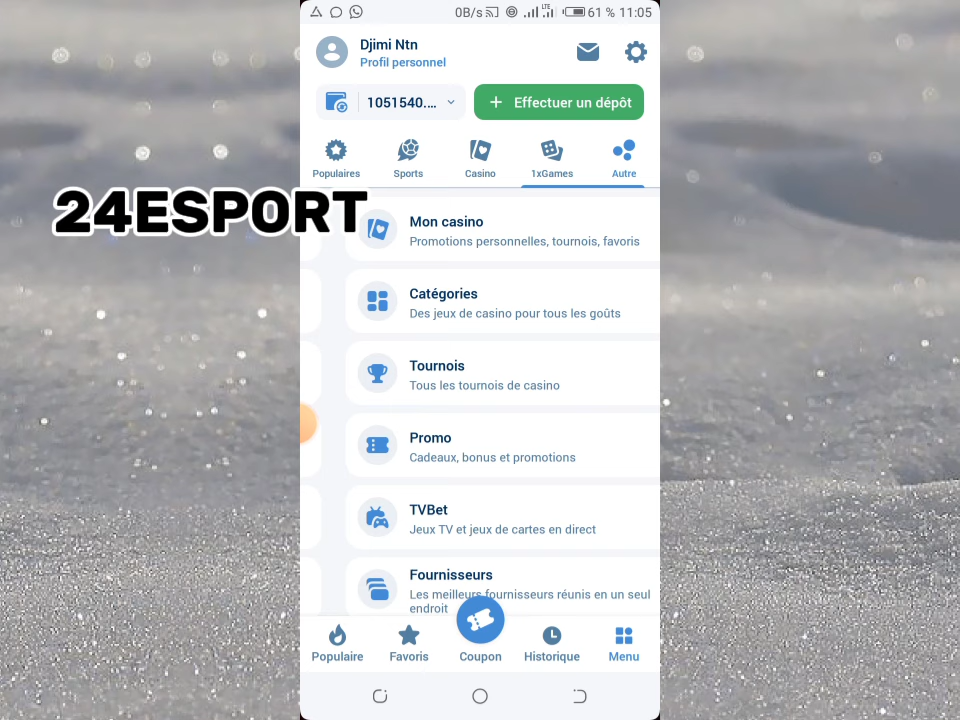 0B/s LTE 61 % 11:05
Djimi Ntn
Profil personnel
1051540.... 
+ Effectuer un dépôt
Populaires Sports Casino 1xGames Autre
24ESPORT
Mon casino
Promotions personnelles, tournois, favoris
Catégories
Des jeux de casino pour tous les goûts
Tournois
Tous les tournois de casino
Promo
Cadeaux, bonus et promotions
TVBet
Jeux TV et jeux de cartes en direct
Fournisseurs
Les meilleurs fournisseurs réunis en un seul
endroit
Populaire Favoris Coupon Historique Menu